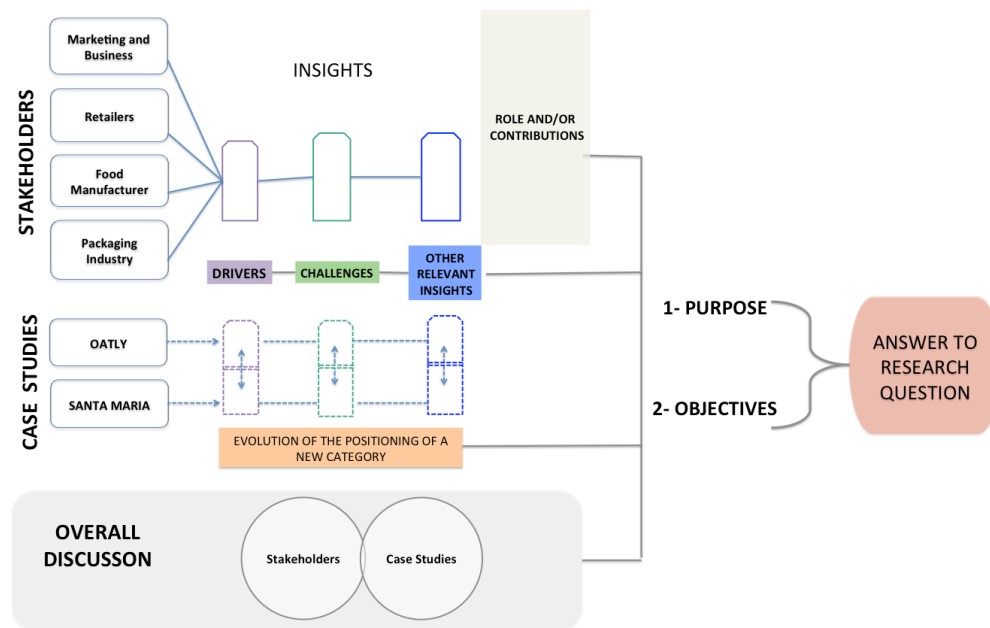 STAKEHOLDERS
Marketing and
Business
Retailers
Food
Manufacturer
Packaging
Industry
INSIGHTS
ROLE AND/OR
CONTRIBUTIONS
DRIVERS
CHALLENGES
OTHER
RELEVANT
INSIGHTS
CASE STUDIES
OATLY
SANTA MARIA
EVOLUTION OF THE POSITIONING OF A
NEW CATEGORY
OVERALL
DISCUSSON
Stakeholders
Case Studies
1- PURPOSE
2- OBJECTIVES
ANSWER TO
RESEARCH
QUESTION